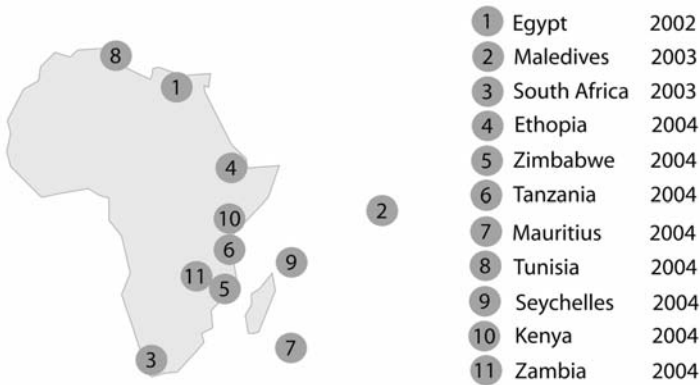 1 Egypt 2002
2 Maledives 2003
3 South Africa 2003
4 Ethopia 2004
5 Zimbabwe 2004
6 Tanzania 2004
7 Mauritius 2004
8 Tunisia 2004
9 Seychelles 2004
10 Kenya 2004
11 Zambia 2004
8
1
4
2
10
6
9
11
5
7
3